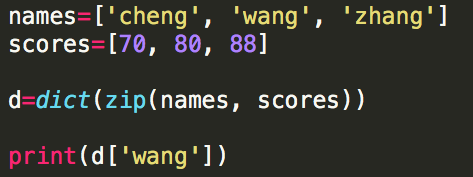 names=['cheng', 'wang', 'zhang']
scores=[70, 80, 88]
d=dict(zip(names, scores))
print(d['wang'])